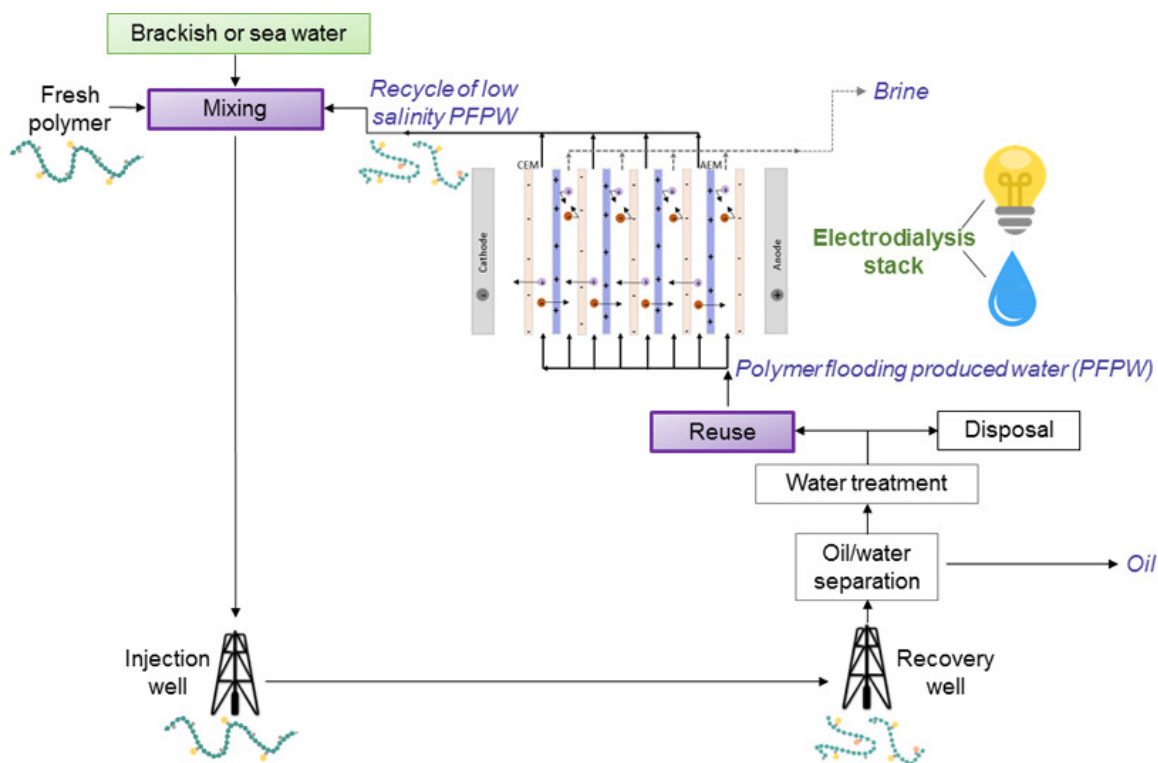 Brackish or sea water
Fresh
polymer
Mixing
Recycle of low
salinity PFPW
Brine
CEM
AEM
Cathode
Anode
Electrodialysis
stack
Polymer flooding produced water (PFPW)
Reuse
Disposal
Water treatment
Oil/water
separation
Oil
Injection
well
Recovery
well